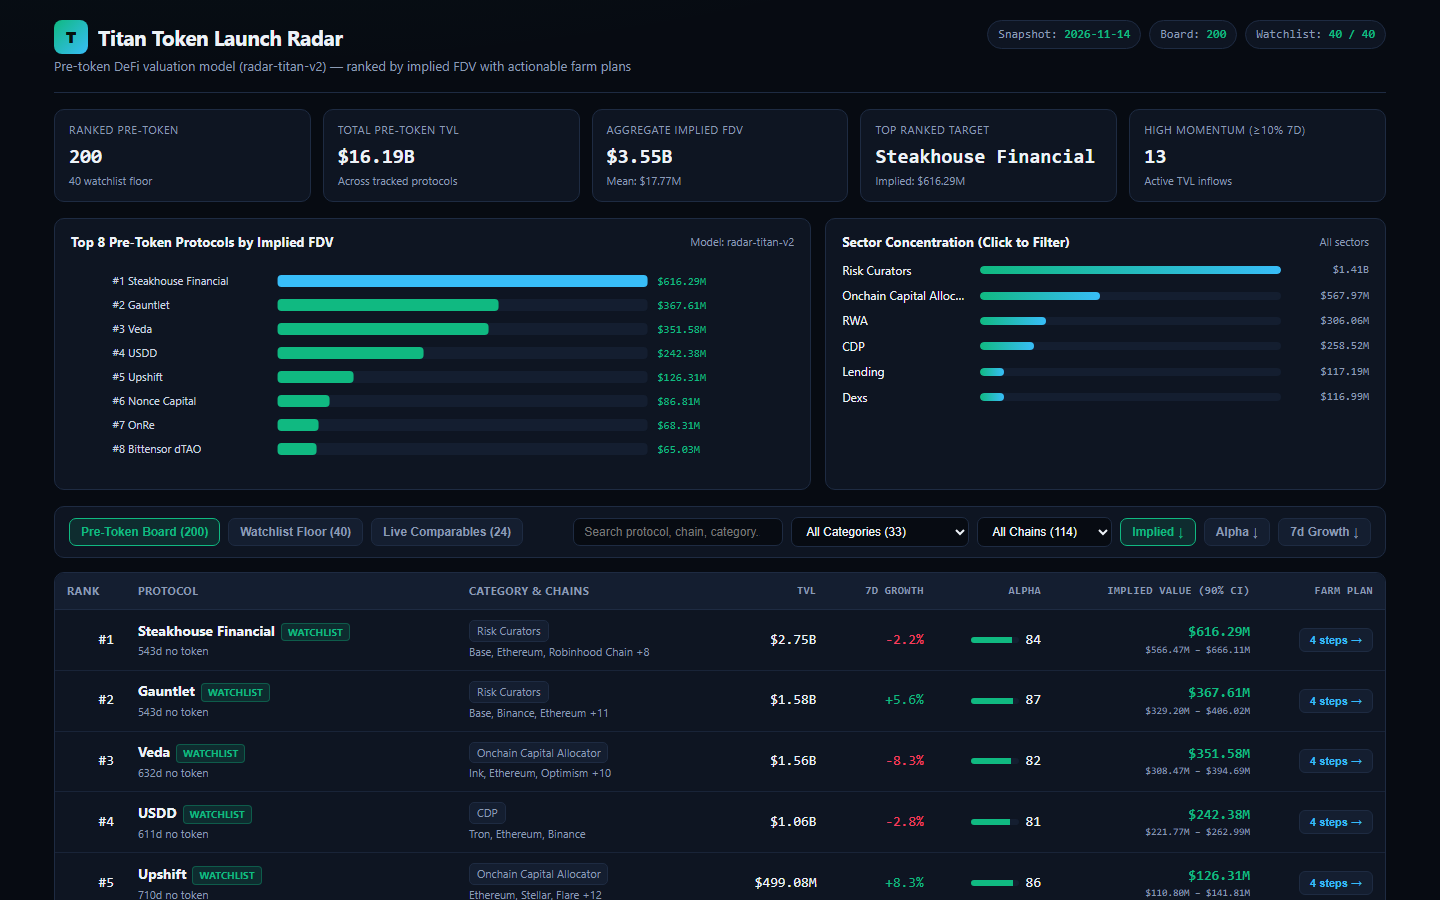 T Titan Token Launch Radar
Snapshot: 2026-11-14 Board: 200 Watchlist: 40 / 40
Pre-token DeFi valuation model (radar-titan-v2) — ranked by implied FDV with actionable farm plans
RANKED PRE-TOKEN
200
40 watchlist floor
TOTAL PRE-TOKEN TVL
$16.19B
Across tracked protocols
AGGREGATE IMPLIED FDV
$3.55B
Mean: $17.77M
TOP RANKED TARGET
Steakhouse Financial
Implied: $616.29M
HIGH MOMENTUM (≥10% 7D)
13
Active TVL inflows
Top 8 Pre-Token Protocols by Implied FDV Model: radar-titan-v2
#1 Steakhouse Financial $616.29M
#2 Gauntlet $367.61M
#3 Veda $351.58M
#4 USDD $242.38M
#5 Upshift $126.31M
#6 Nonce Capital $86.81M
#7 OnRe $68.31M
#8 Bittensor dTAO $65.03M
Sector Concentration (Click to Filter) All sectors
Risk Curators $1.41B
Onchain Capital Alloc... $567.97M
RWA $306.06M
CDP $258.52M
Lending $117.19M
Dexs $116.99M
Pre-Token Board (200) Watchlist Floor (40) Live Comparables (24) Search protocol, chain, category. All Categories (33) All Chains (114) Implied ↓ Alpha ↓ 7d Growth ↓
RANK PROTOCOL CATEGORY & CHAINS TVL 7D GROWTH ALPHA IMPLIED VALUE (90% CI) FARM PLAN
#1 Steakhouse Financial WATCHLIST Risk Curators $2.75B -2.2% 84 $616.29M 4 steps →
543d no token Base, Ethereum, Robinhood Chain +8 $566.47M – $666.11M
#2 Gauntlet WATCHLIST Risk Curators $1.58B +5.6% 87 $367.61M 4 steps →
543d no token Base, Binance, Ethereum +11 $329.20M – $406.02M
#3 Veda WATCHLIST Onchain Capital Allocator $1.56B -8.3% 82 $351.58M 4 steps →
632d no token Ink, Ethereum, Optimism +10 $308.47M – $394.69M
#4 USDD WATCHLIST CDP $1.06B -2.8% 81 $242.38M 4 steps →
611d no token Tron, Ethereum, Binance $221.77M – $262.99M
#5 Upshift WATCHLIST Onchain Capital Allocator $499.08M +8.3% 86 $126.31M 4 steps →
710d no token Ethereum, Stellar, Flare +12 $110.80M – $141.81M